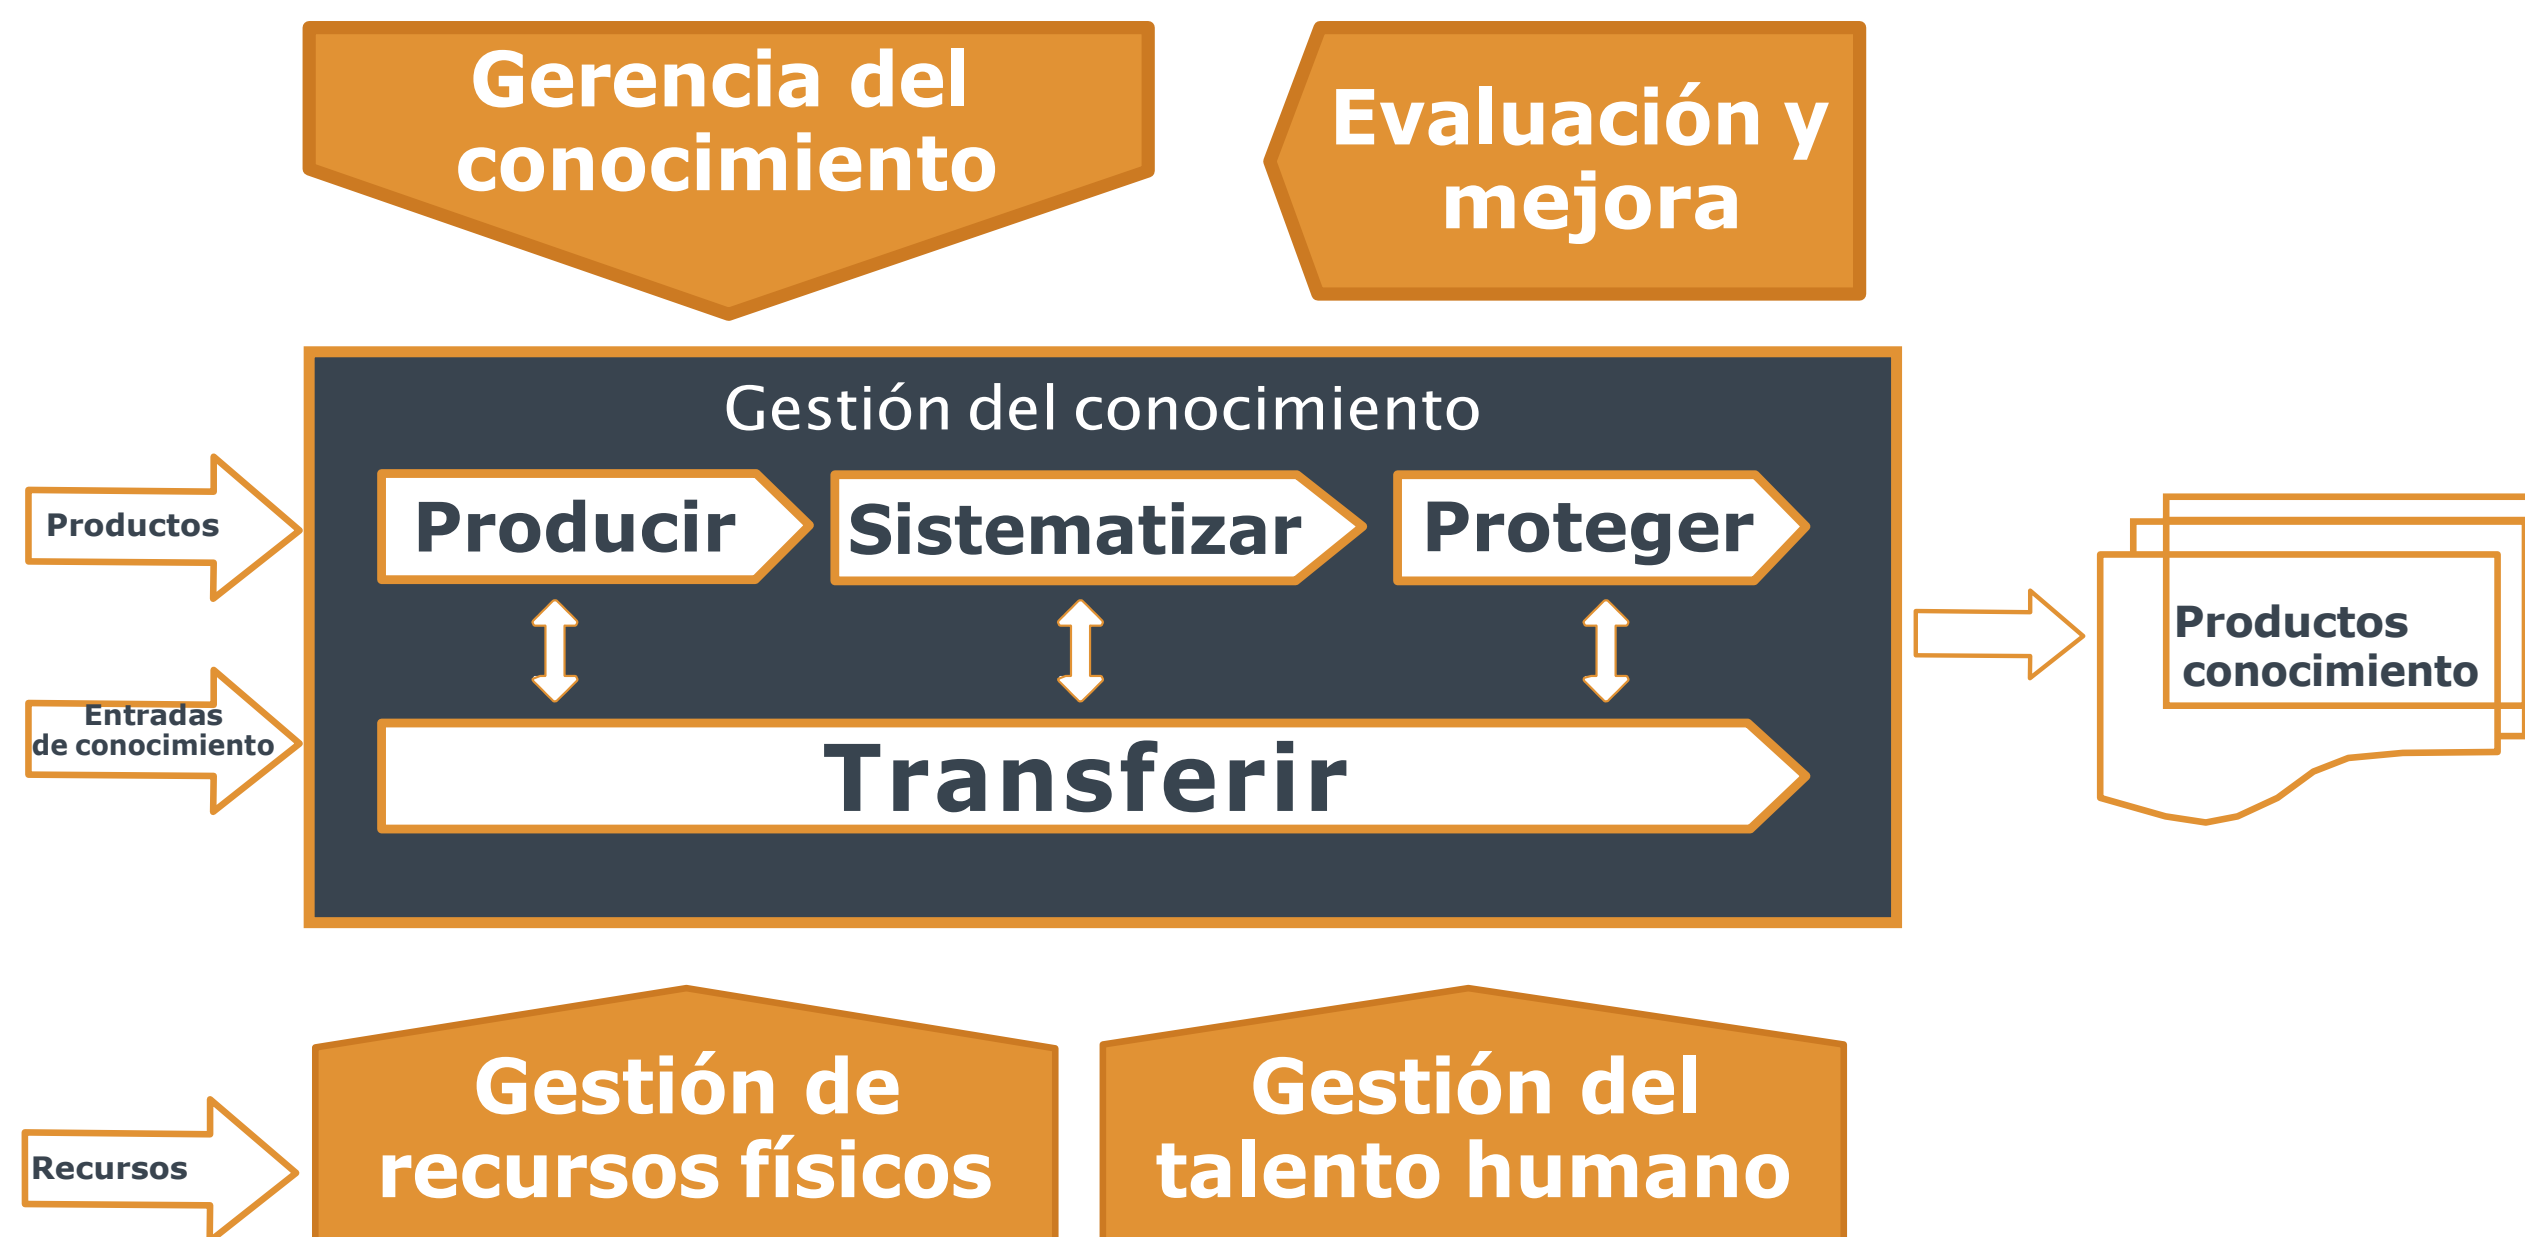 Gerencia del
conocimiento
Evaluación y
mejora
Gestión del conocimiento
Productos
Producir
Sistematizar
Proteger
Entradas
de conocimiento
Transferir
Productos
conocimiento
Recursos
Gestión de
recursos físicos
Gestión del
talento humano